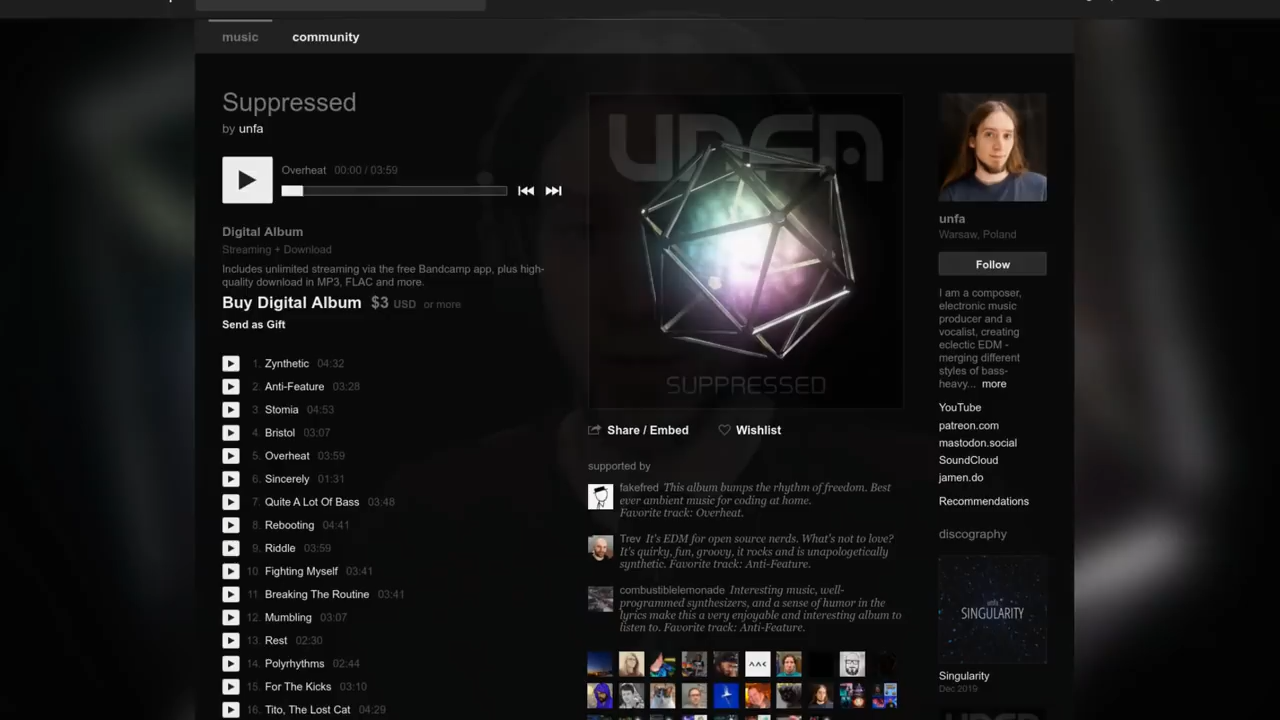 music
community
Suppressed
by unfa
Overheat 00:00 / 03:59
Digital Album
Streaming + Download
Includes unlimited streaming via the free Bandcamp app, plus high-
quality download in MP3, FLAC and more.
Buy Digital Album $3 USD or more
Send as Gift
1. Zynthetic 04:32
2. Anti-Feature 03:28
3. Stomia 04:53
4. Bristol 03:07
5. Overheat 03:59
6. Sincerely 01:31
7. Quite A Lot Of Bass 03:48
8. Rebooting 04:41
9. Riddle 03:59
10. Fighting Myself 03:41
11. Breaking The Routine 03:41
12. Mumbling 03:07
13. Rest 02:30
14. Polyrhythms 02:44
15. For The Kicks 03:10
16. Tito, The Lost Cat 04:29
UNFA
SUPPRESSED
Share / Embed
Wishlist
supported by
fakefred This album bumps the rhythm of freedom. Best
ever ambient music for coding at home.
Favorite track: Overheat.
Trev It's EDM for open source nerds. What's not to love?
It's quirky, fun, groovy, it rocks and is unapologetically
synthetic. Favorite track: Anti-Feature.
combustiblelemonade Interesting music, well-
programmed synthesizers, and a sense of humor in the
lyrics make this a very enjoyable and interesting album to
listen to. Favorite track: Anti-Feature.
unfa
Warsaw, Poland
Follow
I am a composer,
electronic music
producer and a
vocalist, creating
eclectic EDM -
merging different
styles of bass-
heavy... more
YouTube
patreon.com
mastodon.social
SoundCloud
jamen.do
Recommendations
discography
unfa
SINGULARITY
Singularity
Dec 2019